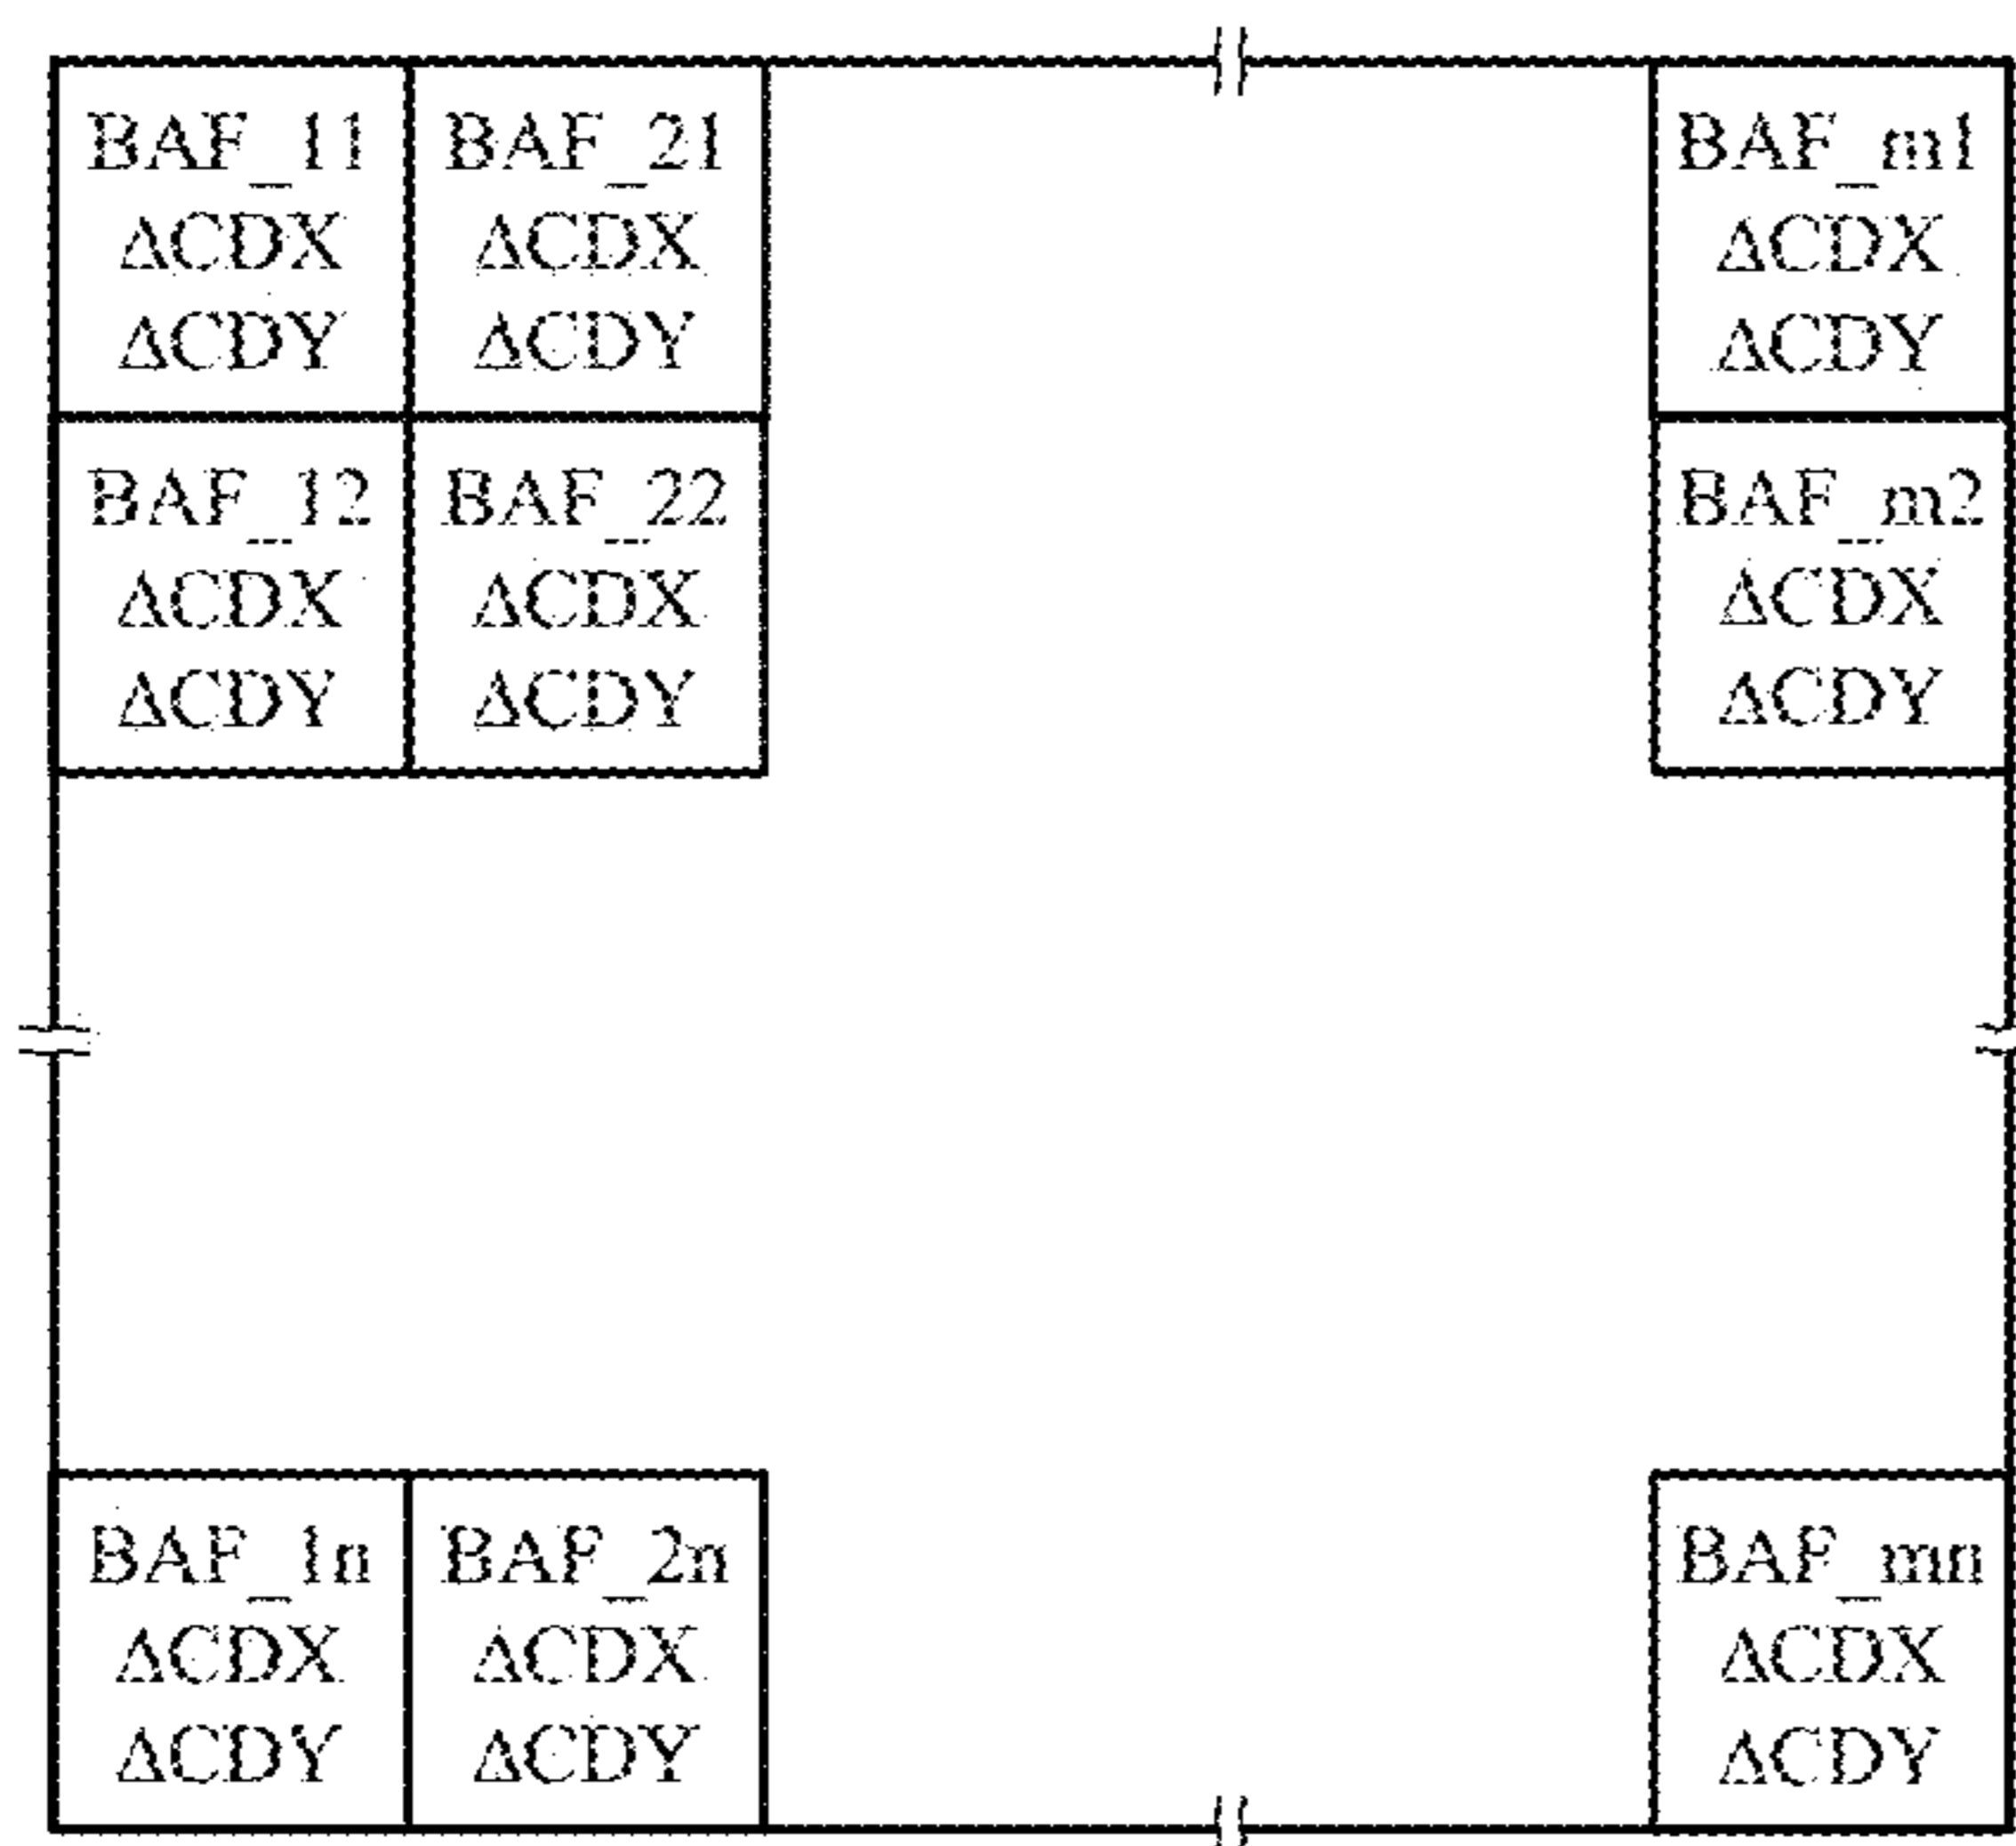 BAF_11
ΔCDX
ΔCDY
BAF_21
ΔCDX
ΔCDY
BAF_m1
ΔCDX
ΔCDY
BAF_12
ΔCDX
ΔCDY
BAF_22
ΔCDX
ΔCDY
BAF_m2
ΔCDX
ΔCDY
BAF_1n
ΔCDX
ΔCDY
BAF_2n
ΔCDX
ΔCDY
BAF_mn
ΔCDX
ΔCDY